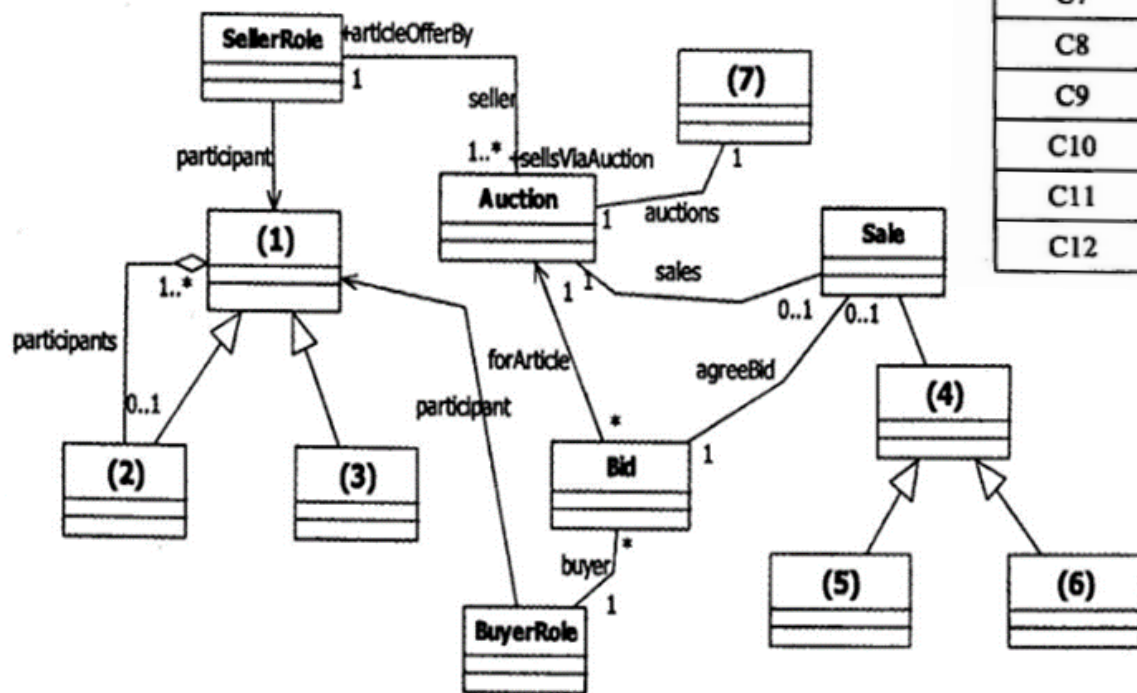 C7
C8
C9
C10
C11
C12
SellerRole
+articleOfferBy
1
seller
(7)
participant
1..*
+sellsViaAuction
1
Auction
1
auctions
(1)
Sale
1..*
1
1
sales
0..1
0..1
participants
forArticle
agreeBid
participant
(4)
0..1
*
1
(2)
(3)
Bid
*
buyer
1
(5)
(6)
BuyerRole